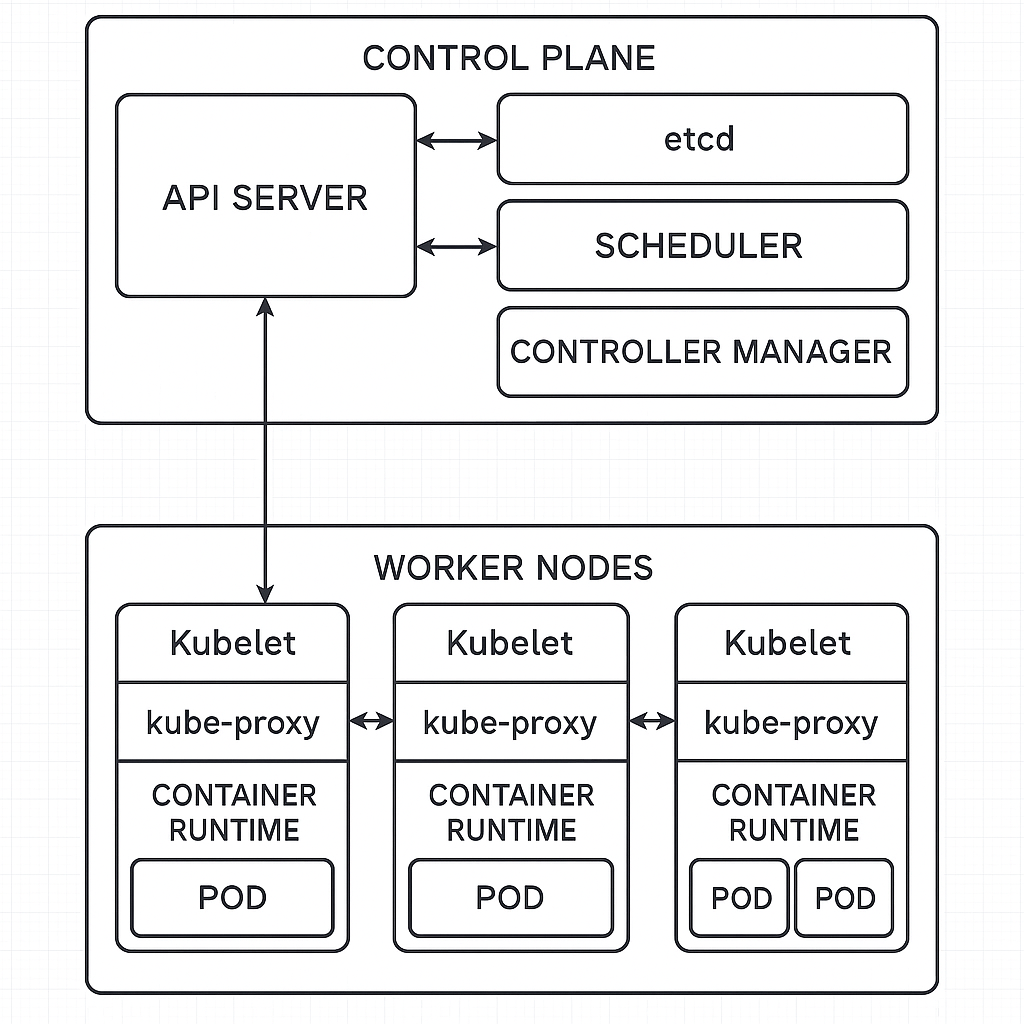 CONTROL PLANE
API SERVER
etcd
SCHEDULER
CONTROLLER MANAGER
WORKER NODES
Kubelet
kube-proxy
CONTAINER
RUNTIME
POD
Kubelet
kube-proxy
CONTAINER
RUNTIME
POD
Kubelet
kube-proxy
CONTAINER
RUNTIME
POD
POD